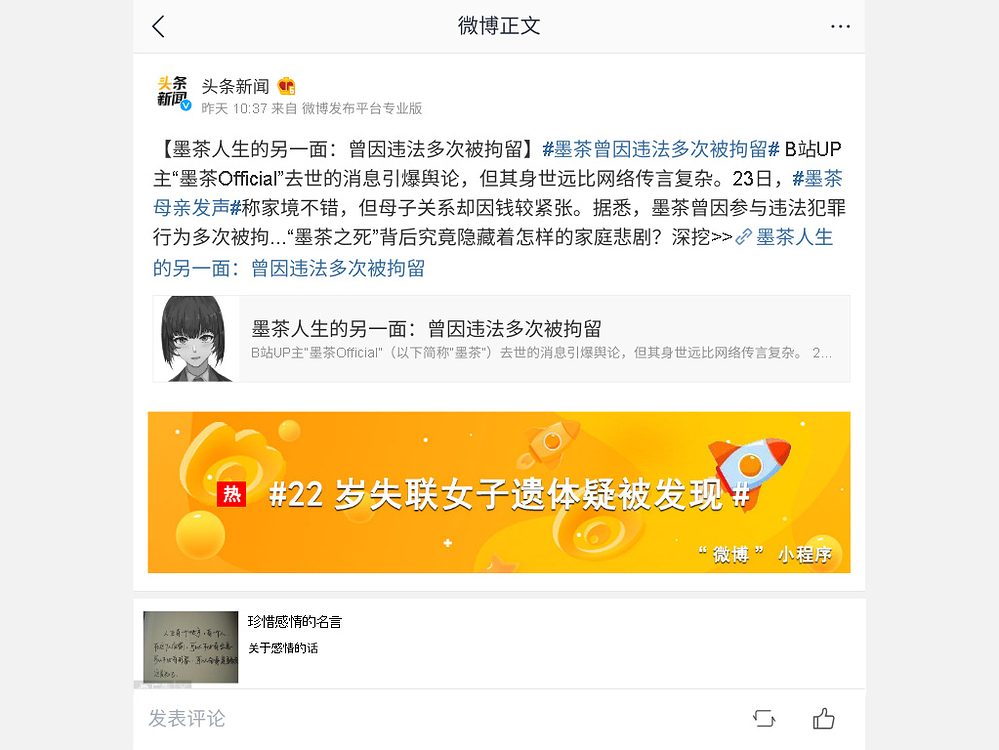 微博正文
头条
新闻
头条新闻
昨天 10:37 来自 微博发布平台专业版
【墨茶人生的另一面：曾因违法多次被拘留】#墨茶曾因违法多次被拘留# B站UP
主“墨茶Official”去世的消息引爆舆论，但其身世远比网络传言复杂。23日，#墨茶
母亲发声#称家境不错，但母子关系却因钱较紧张。据悉，墨茶曾因参与违法犯罪
行为多次被拘...“墨茶之死”背后究竟隐藏着怎样的家庭悲剧？深挖>>墨茶人生
的另一面：曾因违法多次被拘留
墨茶人生的另一面：曾因违法多次被拘留
B站UP主"墨茶Official"（以下简称"墨茶"）去世的消息引爆舆论，但其身世远比网络传言复杂。 2...
热 #22 岁失联女子遗体疑被发现 #
“ 微博 ” 小程序
珍惜感情的名言
关于感情的话
发表评论